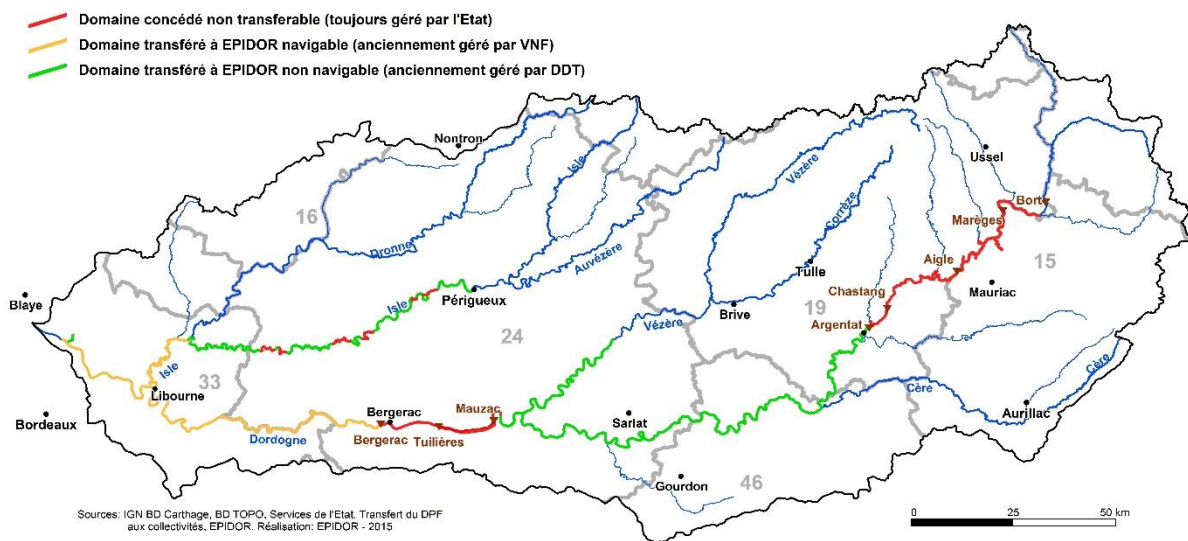 Domaine concédé non transferable (toujours géré par l'Etat)
Domaine transféré à EPIDOR navigable (anciennement géré par VNF)
Domaine transféré à EPIDOR non navigable (anciennement géré par DDT)
Nontron
Isle
Vézère
Ussel
16
Corrèze
Marèges
Bort
Dronne
Auvézère
Tulle
Aigle
15
Blaye
Isle
Périgueux
Mauriac
Chastang
24
Vézère
Brive
19
Argentat
Isle
33
Libourne
Cère
Cère
Bordeaux
Bergerac
Mauzac
Sarlat
Aurillac
Dordogne
Bergerac
Tuilières
Gourdon
46
Sources: IGN BD Carthage, BD TOPO, Services de l'Etat, Transfert du DPF
aux collectivités, EPIDOR. Réalisation: EPIDOR - 2015
0 25 50 km